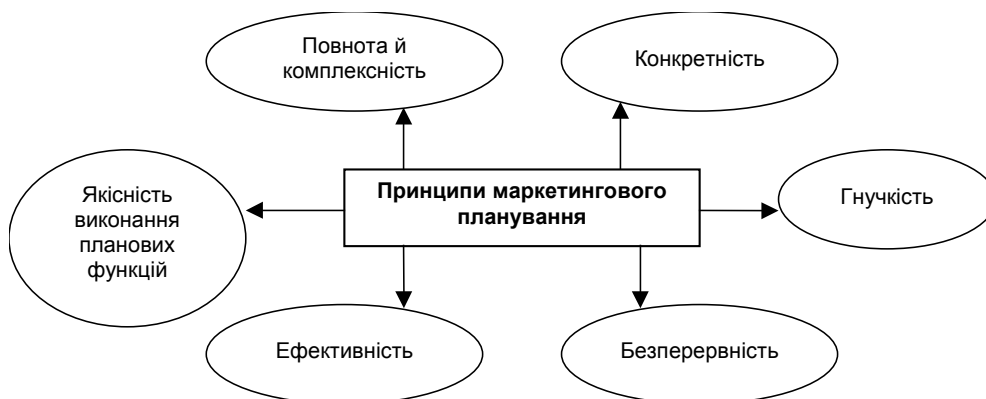 Повнота й
комплексність
Конкретність
Якісність
виконання
планових
функцій
Принципи маркетингового
планування
Гнучкість
Ефективність
Безперервність